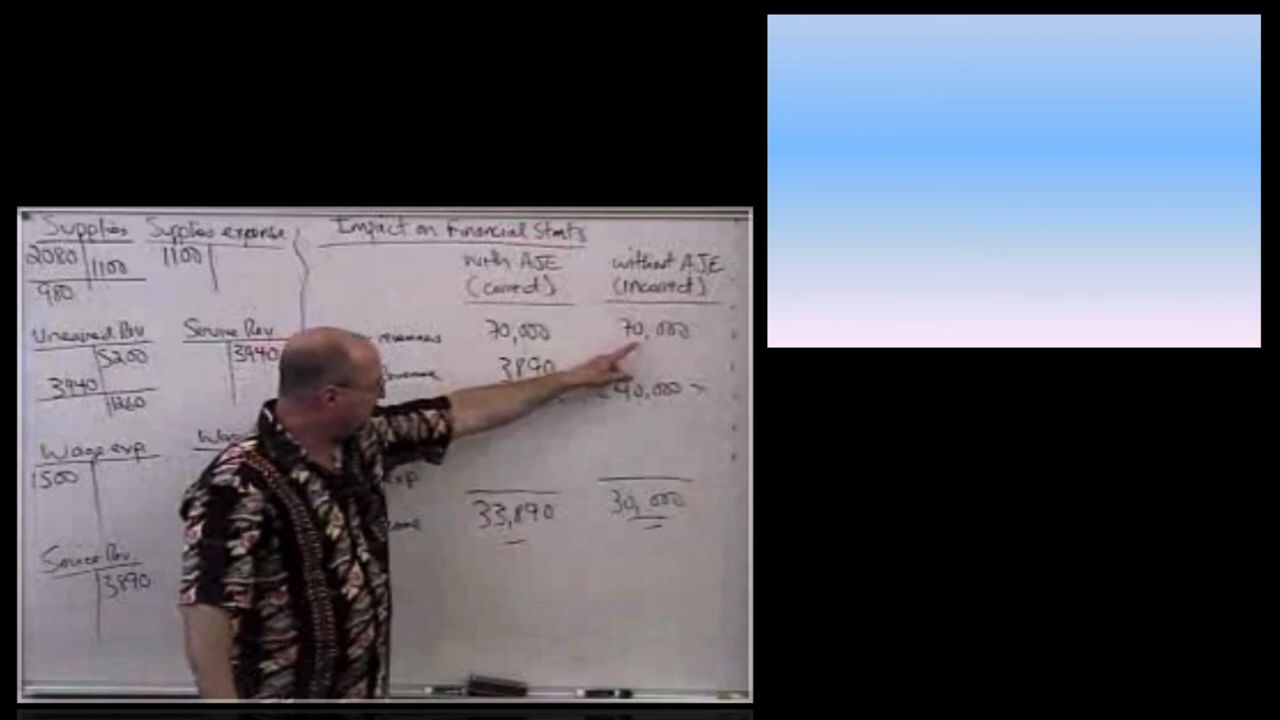 Supplies Supplies expense
2080 1100 1100
980
Unearned Rev Service Rev
5200 3940
3940
1260
Wage exp.
1500
Service Rev.
3890
Impact on Financial Stmts
with AJE without AJE
(correct) (incorrect)
revenues 70,000 70,000
3890
<40,000>
exp
33,890 30,000